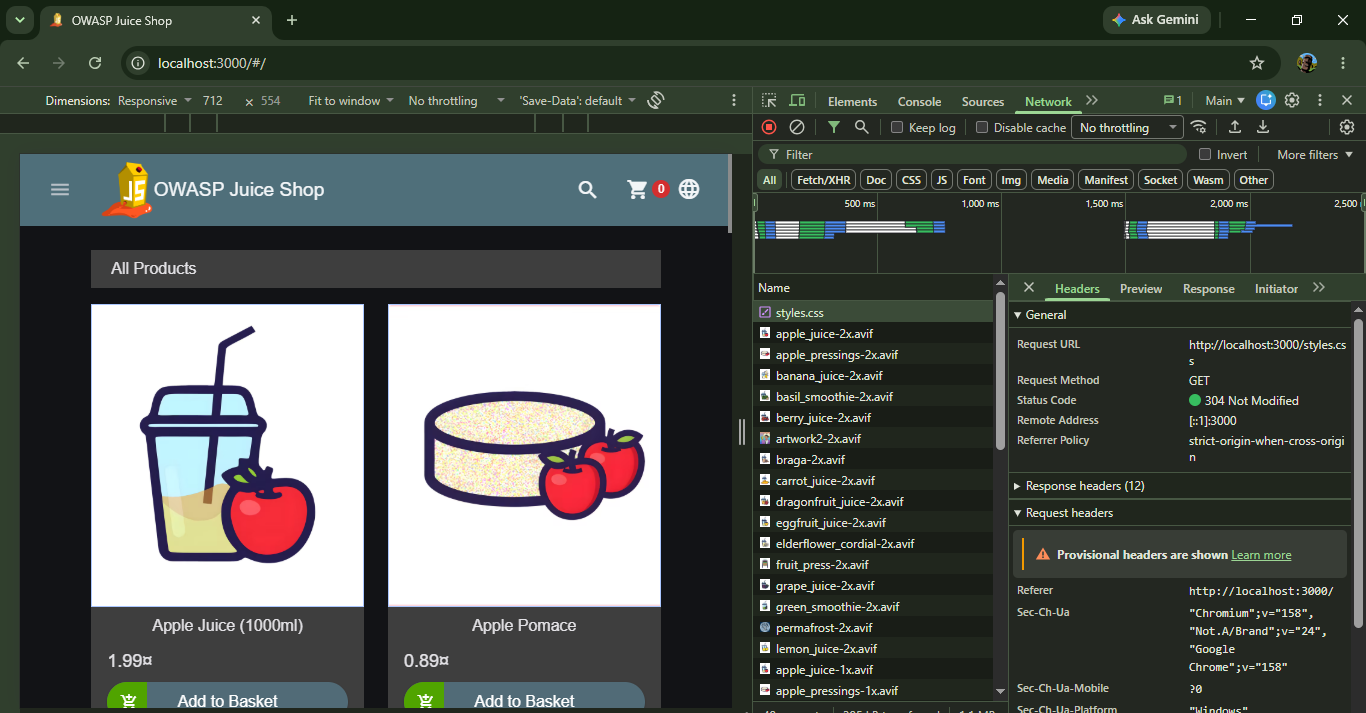 OWASP Juice Shop
Ask Gemini
localhost:3000/#/
Dimensions: Responsive 712 × 554 Fit to window No throttling 'Save-Data': default
Elements Console Sources Network 1 Main
Keep log Disable cache No throttling
Filter Invert More filters
All Fetch/XHR Doc CSS JS Font Img Media Manifest Socket Wasm Other
500 ms 1,000 ms 1,500 ms 2,000 ms 2,500
JS OWASP Juice Shop 0
All Products
Apple Juice (1000ml)
1.99¤
Add to Basket
Apple Pomace
0.89¤
Add to Basket
Name
styles.css
apple_juice-2x.avif
apple_pressings-2x.avif
banana_juice-2x.avif
basil_smoothie-2x.avif
berry_juice-2x.avif
artwork2-2x.avif
braga-2x.avif
carrot_juice-2x.avif
dragonfruit_juice-2x.avif
eggfruit_juice-2x.avif
elderflower_cordial-2x.avif
fruit_press-2x.avif
grape_juice-2x.avif
green_smoothie-2x.avif
permafrost-2x.avif
lemon_juice-2x.avif
apple_juice-1x.avif
apple_pressings-1x.avif
Headers Preview Response Initiator
General
Request URL http://localhost:3000/styles.cs
s
Request Method GET
Status Code 304 Not Modified
Remote Address [::1]:3000
Referrer Policy strict-origin-when-cross-origi
n
Response headers (12)
Request headers
Provisional headers are shown Learn more
Referer http://localhost:3000/
Sec-Ch-Ua "Chromium";v="158",
"Not.A/Brand";v="24",
"Google
Chrome";v="158"
Sec-Ch-Ua-Mobile ?0
Sec-Ch-Ua-Platform "Windows"